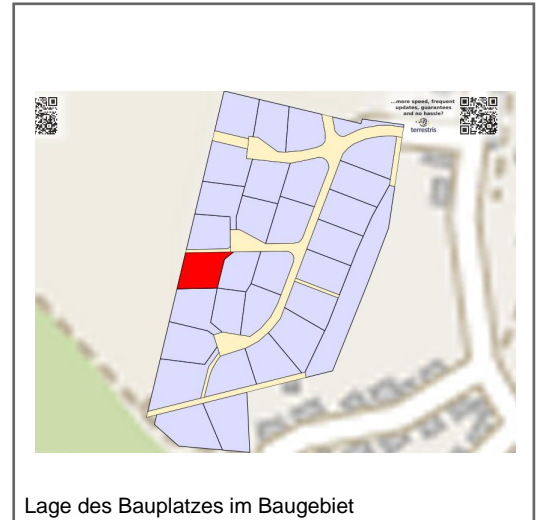 ...more speed, frequent
updates, guarantees
and no hassle?
terrestris
Lage des Bauplatzes im Baugebiet